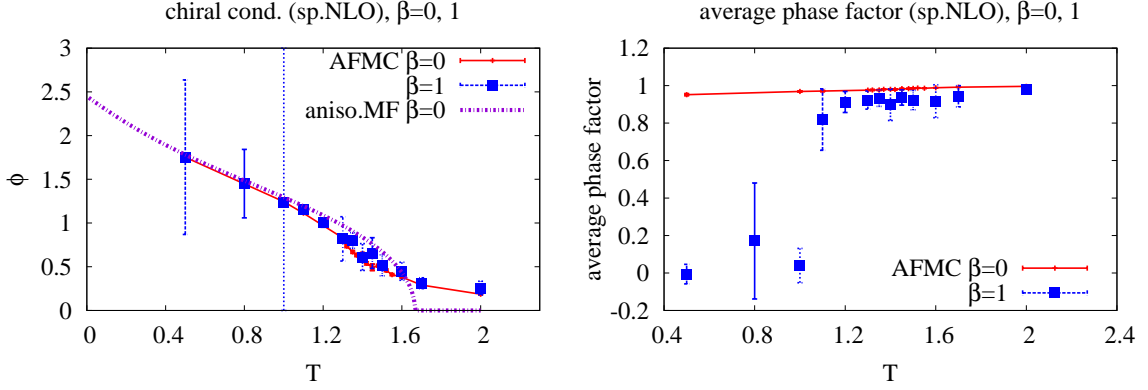 chiral cond. (sp.NLO), β=0, 1
3
2.5
2
1.5
1
0.5
0
ϕ
AFMC β=0
β=1
aniso.MF β=0
0 0.4 0.8 1.2 1.6 2
T
average phase factor (sp.NLO), β=0, 1
1.2
1
0.8
0.6
0.4
0.2
0
-0.2
average phase factor
AFMC β=0
β=1
0.4 0.8 1.2 1.6 2 2.4
T